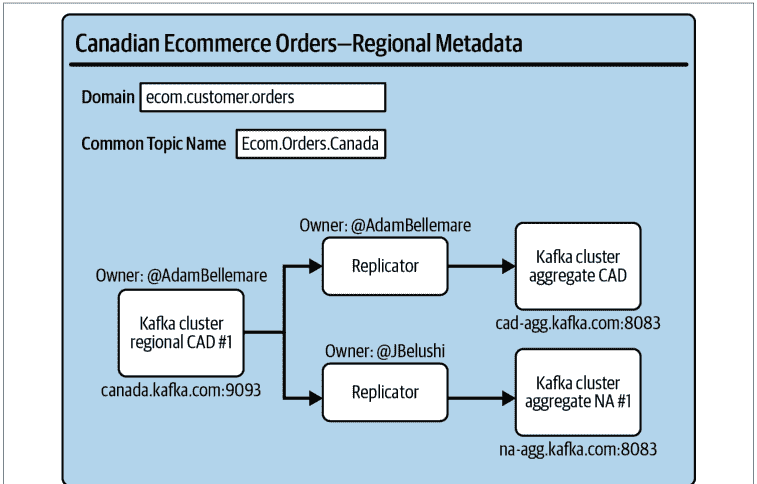 Canadian Ecommerce Orders—Regional Metadata
Domain ecom.customer.orders
Common Topic Name Ecom.Orders.Canada
Owner: @AdamBellemare
Kafka cluster
regional CAD #1
canada.kafka.com:9093
Owner: @AdamBellemare
Replicator
Kafka cluster
aggregate CAD
cad-agg.kafka.com:8083
Owner: @JBelushi
Replicator
Kafka cluster
aggregate NA #1
na-agg.kafka.com:8083